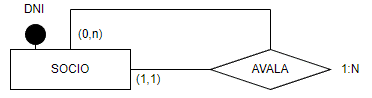 DNI
(0,n)
SOCIO
(1,1)
AVALA
1:N